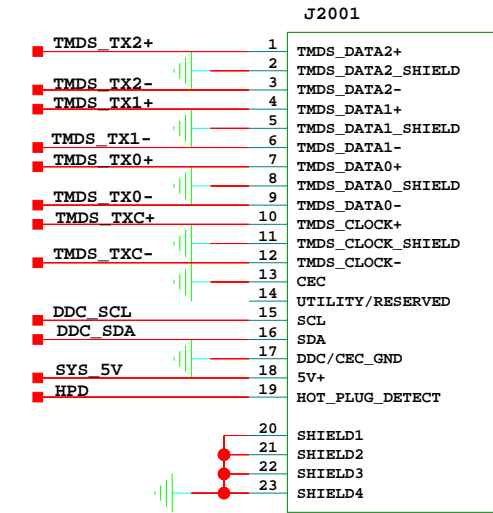 J2001
TMDS_TX2+ 1 TMDS_DATA2+
2 TMDS_DATA2_SHIELD
TMDS_TX2- 3 TMDS_DATA2-
TMDS_TX1+ 4 TMDS_DATA1+
5 TMDS_DATA1_SHIELD
TMDS_TX1- 6 TMDS_DATA1-
TMDS_TX0+ 7 TMDS_DATA0+
8 TMDS_DATA0_SHIELD
TMDS_TX0- 9 TMDS_DATA0-
TMDS_TXC+ 10 TMDS_CLOCK+
11 TMDS_CLOCK_SHIELD
TMDS_TXC- 12 TMDS_CLOCK-
13 CEC
14 UTILITY/RESERVED
DDC_SCL 15 SCL
DDC_SDA 16 SDA
17 DDC/CEC_GND
SYS_5V 18 5V+
HPD 19 HOT_PLUG_DETECT
20 SHIELD1
21 SHIELD2
22 SHIELD3
23 SHIELD4